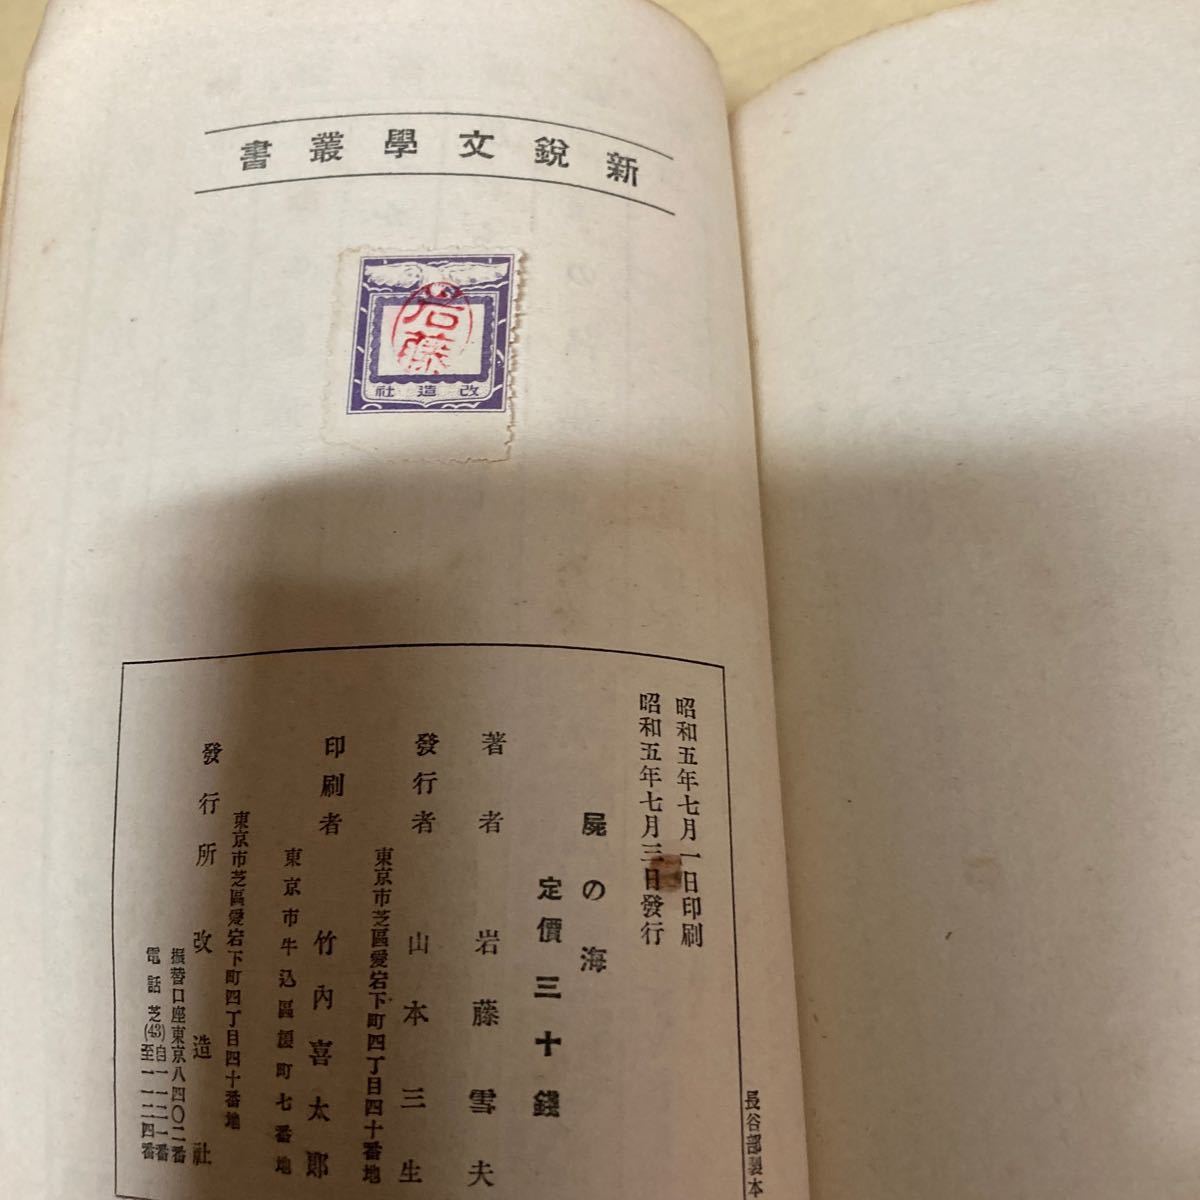 新銳文學叢書
岩藤
改造社
昭和五年七月一日印刷
昭和五年七月三日發行
屍の海
定價三十錢
著者 岩藤雪夫
發行者 山本三生
東京市芝區愛宕下町四丁目四十番地
印刷者 竹內喜太郎
東京市牛込區榎町七番地
東京市芝區愛宕下町四丁目四十番地
發行所 改造社
振替口座東京八四〇二番
電話芝(43)自一一二一番
至一一二四番
長谷部製本